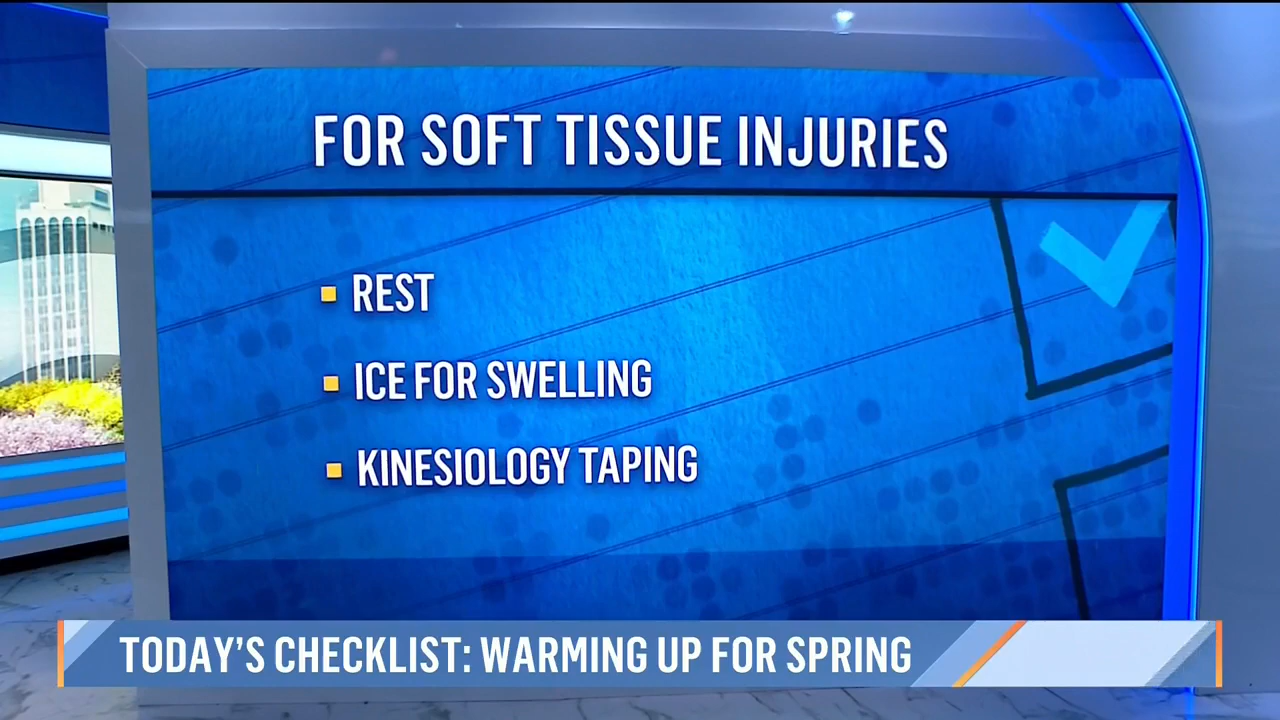 FOR SOFT TISSUE INJURIES
REST
ICE FOR SWELLING
KINESIOLOGY TAPING
TODAY'S CHECKLIST: WARMING UP FOR SPRING